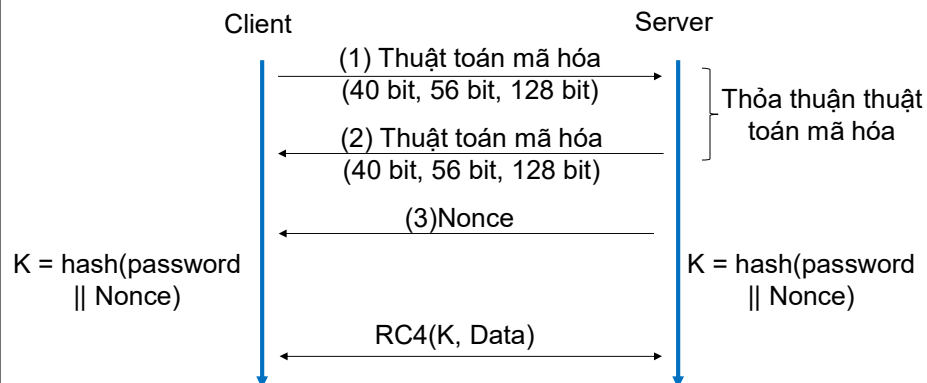 Client
Server
(1) Thuật toán mã hóa
(40 bit, 56 bit, 128 bit)
Thỏa thuận thuật
toán mã hóa
(2) Thuật toán mã hóa
(40 bit, 56 bit, 128 bit)
(3)Nonce
K = hash(password
|| Nonce)
K = hash(password
|| Nonce)
RC4(K, Data)